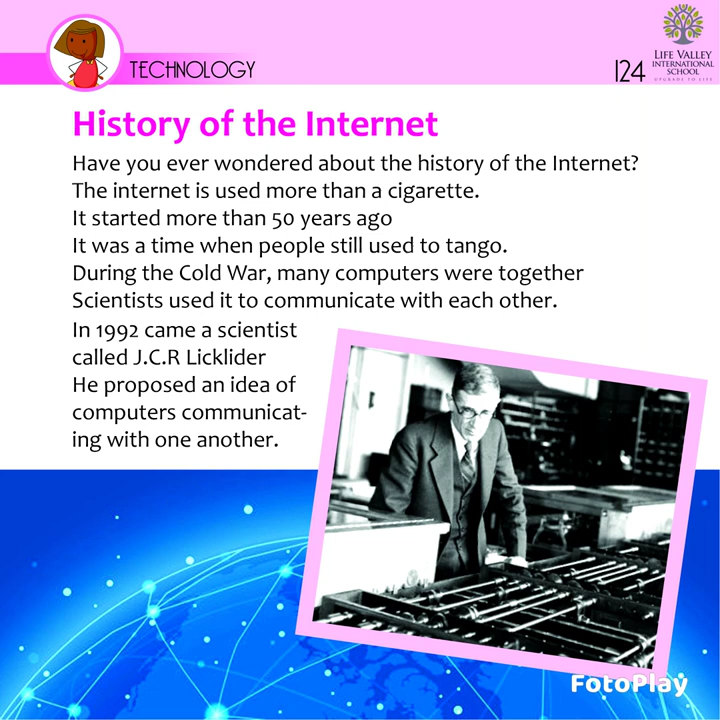 TECHNOLOGY
124
LIFE VALLEY
INTERNATIONAL
SCHOOL
UPGRADE TO LIFE
History of the Internet
Have you ever wondered about the history of the Internet?
The internet is used more than a cigarette.
It started more than 50 years ago
It was a time when people still used to tango.
During the Cold War, many computers were together
Scientists used it to communicate with each other.
In 1992 came a scientist
called J.C.R Licklider
He proposed an idea of
computers communicat-
ing with one another.
FotoPlay